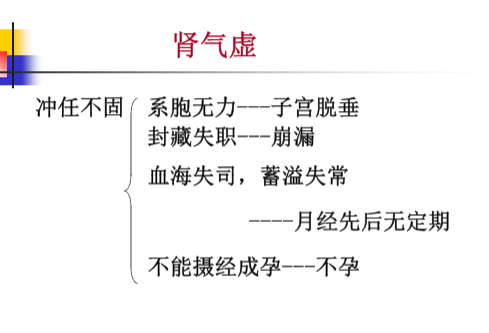 肾气虚
冲任不固 系胞无力---子宫脱垂
封藏失职---崩漏
血海失司，蓄溢失常
----月经先后无定期
不能摄经成孕---不孕